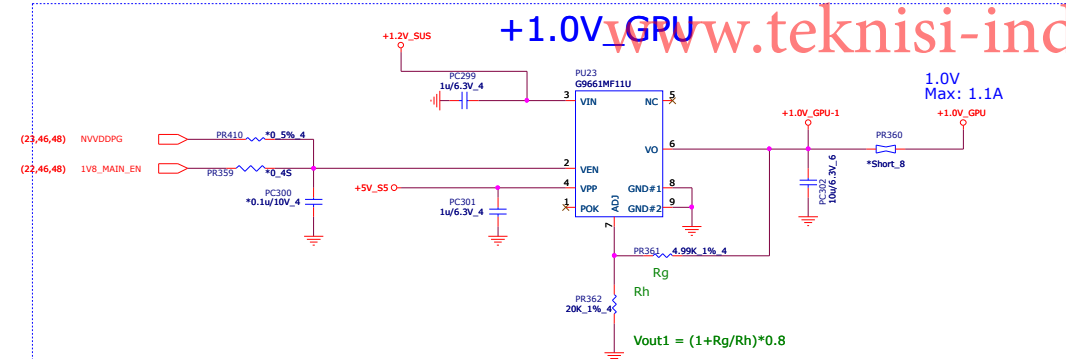 +1.0V_GPU
www.teknisi-ind
+1.2V_SUS
PC299
1u/6.3V_4
PU23
G9661MF11U
3 VIN
NC 5
1.0V
Max: 1.1A
+1.0V_GPU-1
+1.0V_GPU
(23,46,48) NVVDDPG
PR410 *0_5%_4
VO 6
PR360
*Short_8
(22,46,48) 1V8_MAIN_EN
PR359 *0_4S
2 VEN
PC300
*0.1u/10V_4
+5V_S5
4 VPP
GND#1 8
PC301
1u/6.3V_4
1 POK
ADJ
GND#2 9
7
PC302
10u/6.3V_6
PR361 4.99K_1%_4
Rg
Rh
PR362
20K_1%_4
Vout1 = (1+Rg/Rh)*0.8